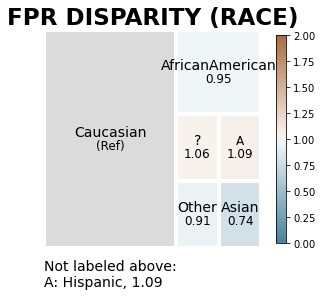 FPR DISPARITY (RACE)
AfricanAmerican
0.95
Caucasian
(Ref)
?
1.06
A
1.09
Other
0.91
Asian
0.74
2.00
1.75
1.50
1.25
1.00
0.75
0.50
0.25
0.00
Not labeled above:
A: Hispanic, 1.09